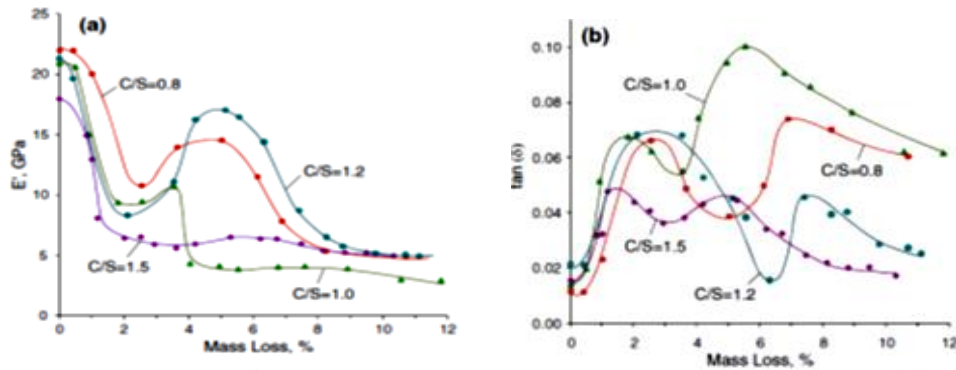 (a)
25
20
15
10
5
0
E', GPa
C/S=0.8
C/S=1.2
C/S=1.5
C/S=1.0
0 2 4 6 8 10 12
Mass Loss, %
(b)
0.10
0.08
0.06
0.04
0.02
0.00
tan (δ)
C/S=1.0
C/S=0.8
C/S=1.5
C/S=1.2
0 2 4 6 8 10 12
Mass Loss, %